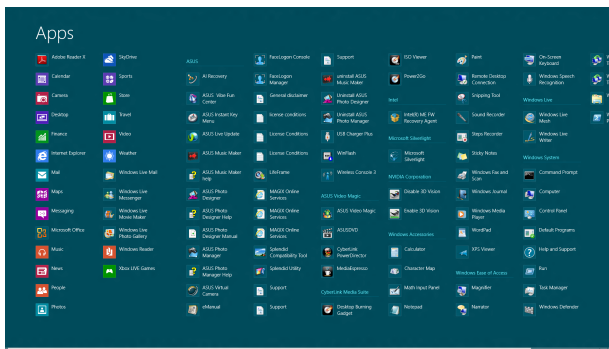 Apps
Adobe Reader X
Calendar
Camera
Desktop
Finance
Internet Explorer
Mail
Maps
Messaging
Microsoft Office
Music
News
People
Photos
SkyDrive
Sports
Store
Travel
Video
Weather
Windows Live Mail
Windows Live
Messenger
Windows Live
Movie Maker
Windows Live
Photo Gallery
Windows Reader
Xbox LIVE Games
ASUS
AI Recovery
ASUS Vibe Fun
Center
ASUS Instant Key
Menu
ASUS Live Update
ASUS Music Maker
ASUS Music Maker
help
ASUS Photo
Designer
ASUS Photo
Designer Help
ASUS Photo
Manager
ASUS Photo
Manager Help
ASUS Virtual
Camera
eManual
FaceLogon Console
FaceLogon
Manager
General disclaimer
license conditions
License Conditions
License Conditions
LifeFrame
MAGIX Online
Services
MAGIX Online
Services
Splendid
Compatibility Tool
Splendid Utility
Support
Support
Support
uninstall ASUS
Music Maker
Uninstall ASUS
Photo Designer
Uninstall ASUS
Photo Manager
USB Charger Plus
WinFlash
Wireless Console 3
ASUS Video Magic
ASUS Video Magic
ASUSDVD
CyberLink
PowerDirector
MediaEspresso
CyberLink Media Suite
Desktop Burning
Gadget
ISO Viewer
Power2Go
Intel
Intel(R) ME FW
Recovery Agent
Microsoft Silverlight
Microsoft
Silverlight
NVIDIA Corporation
Disable 3D Vision
Enable 3D Vision
Windows Accessories
Calculator
Character Map
Math Input Panel
Notepad
Paint
Remote Desktop
Connection
Snipping Tool
Sound Recorder
Steps Recorder
Sticky Notes
Windows Fax and
Scan
Windows Journal
Windows Media
Player
WordPad
XPS Viewer
Windows Ease of Access
Magnifier
Narrator
On-Screen
Keyboard
Windows Speech
Recognition
Windows Live
Windows Live
Mesh
Windows Live
Writer
Windows System
Command Prompt
Computer
Control Panel
Default Programs
Help and Support
Run
Task Manager
Windows Defender